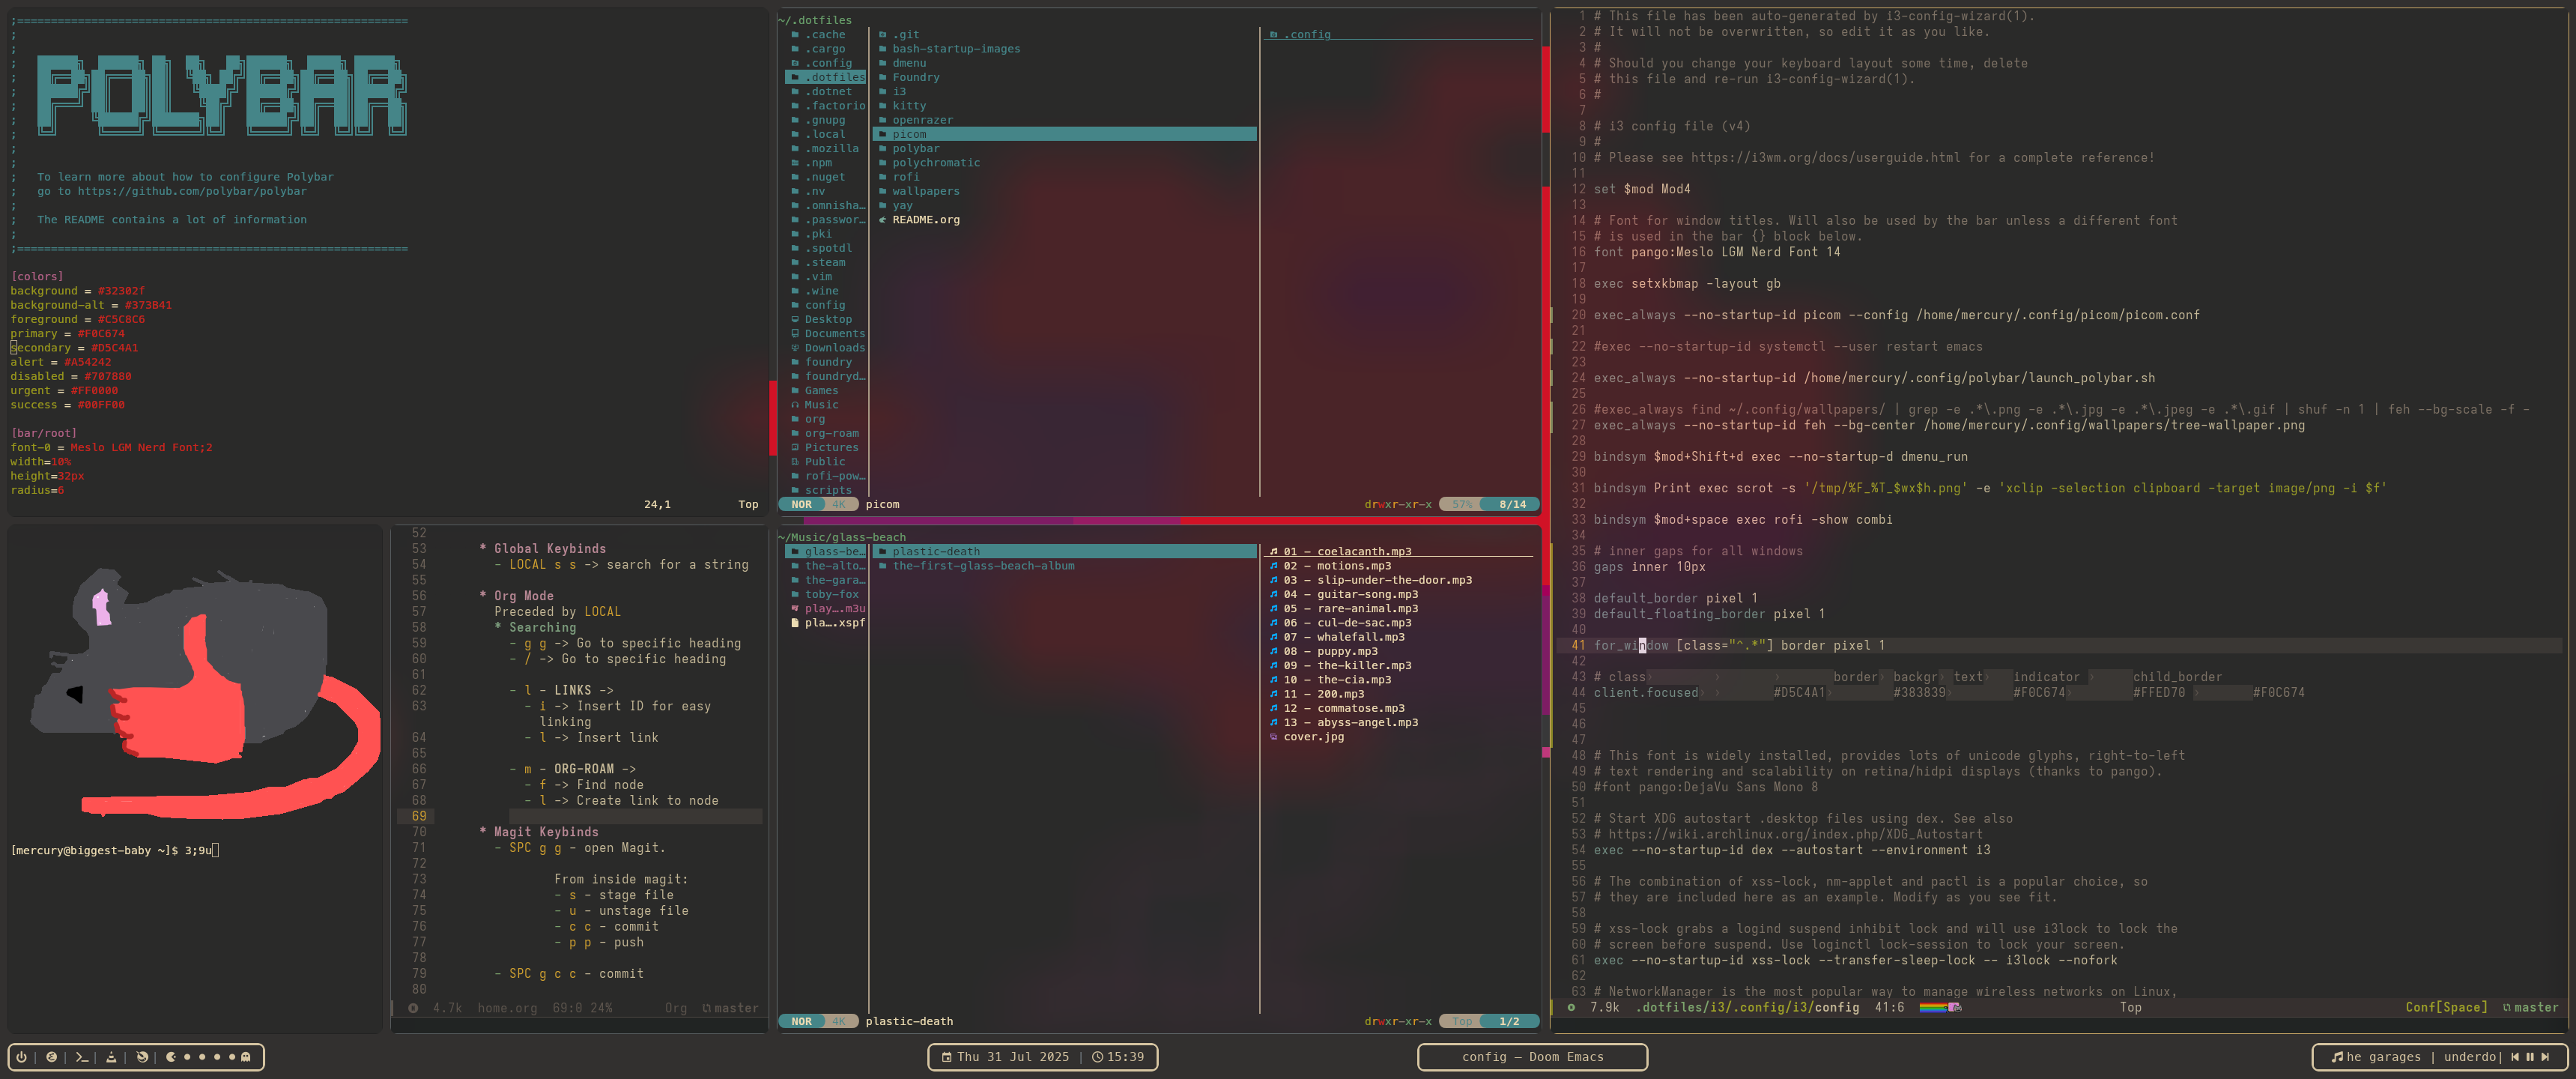 ;==========================================================
;
;
;   POLYBAR
;
;
;   To learn more about how to configure Polybar
;   go to https://github.com/polybar/polybar
;
;   The README contains a lot of information
;
;==========================================================
[colors]
background = #32302f
background-alt = #373B41
foreground = #C5C8C6
primary = #F0C674
secondary = #D5C4A1
alert = #A54242
disabled = #707880
urgent = #FF0000
success = #00FF00
[bar/root]
font-0 = Meslo LGM Nerd Font;2
width=10%
height=32px
radius=6
24,1 Top
~/.dotfiles
.cache
.cargo
.config
.dotfiles
.dotnet
.factorio
.gnupg
.local
.mozilla
.npm
.nuget
.nv
.omnisha…
.passwor…
.pki
.spotdl
.steam
.vim
.wine
config
Desktop
Documents
Downloads
foundry
foundryd…
Games
Music
org
org-roam
Pictures
Public
rofi-pow…
scripts
.git
bash-startup-images
dmenu
Foundry
i3
kitty
openrazer
picom
polybar
polychromatic
rofi
wallpapers
yay
README.org
.config
NOR 4K picom drwxr-xr-x 57% 8/14
[mercury@biggest-baby ~]$ 3;9u
52
53 * Global Keybinds
54 - LOCAL s s -> search for a string
55
56 * Org Mode
57 Preceded by LOCAL
58 * Searching
59 - g g -> Go to specific heading
60 - / -> Go to specific heading
61
62 - l - LINKS ->
63 - i -> Insert ID for easy
linking
64 - l -> Insert link
65
66 - m - ORG-ROAM ->
67 - f -> Find node
68 - l -> Create link to node
69
70 * Magit Keybinds
71 - SPC g g - open Magit.
72
73 From inside magit:
74 - s - stage file
75 - u - unstage file
76 - c c - commit
77 - p p - push
78
79 - SPC g c c - commit
80
4.7k home.org 69:0 24% Org master
~/Music/glass-beach
glass-be…
the-alto…
the-gara…
toby-fox
play….m3u
pla….xspf
plastic-death
the-first-glass-beach-album
01 - coelacanth.mp3
02 - motions.mp3
03 - slip-under-the-door.mp3
04 - guitar-song.mp3
05 - rare-animal.mp3
06 - cul-de-sac.mp3
07 - whalefall.mp3
08 - puppy.mp3
09 - the-killer.mp3
10 - the-cia.mp3
11 - 200.mp3
12 - commatose.mp3
13 - abyss-angel.mp3
cover.jpg
NOR 4K plastic-death drwxr-xr-x Top 1/2
1 # This file has been auto-generated by i3-config-wizard(1).
2 # It will not be overwritten, so edit it as you like.
3 #
4 # Should you change your keyboard layout some time, delete
5 # this file and re-run i3-config-wizard(1).
6 #
7
8 # i3 config file (v4)
9 #
10 # Please see https://i3wm.org/docs/userguide.html for a complete reference!
11
12 set $mod Mod4
13
14 # Font for window titles. Will also be used by the bar unless a different font
15 # is used in the bar {} block below.
16 font pango:Meslo LGM Nerd Font 14
17
18 exec setxkbmap -layout gb
19
20 exec_always --no-startup-id picom --config /home/mercury/.config/picom/picom.conf
21
22 #exec --no-startup-id systemctl --user restart emacs
23
24 exec_always --no-startup-id /home/mercury/.config/polybar/launch_polybar.sh
25
26 #exec_always find ~/.config/wallpapers/ | grep -e .*\.png -e .*\.jpg -e .*\.jpeg -e .*\.gif | shuf -n 1 | feh --bg-scale -f -
27 exec_always --no-startup-id feh --bg-center /home/mercury/.config/wallpapers/tree-wallpaper.png
28
29 bindsym $mod+Shift+d exec --no-startup-d dmenu_run
30
31 bindsym Print exec scrot -s '/tmp/%F_%T_$wx$h.png' -e 'xclip -selection clipboard -target image/png -i $f'
32
33 bindsym $mod+space exec rofi -show combi
34
35 # inner gaps for all windows
36 gaps inner 10px
37
38 default_border pixel 1
39 default_floating_border pixel 1
40
41 for_window [class="^.*"] border pixel 1
42
43 # class border backgr text indicator child_border
44 client.focused #D5C4A1 #383839 #F0C674 #FFED70 #F0C674
45
46
47
48 # This font is widely installed, provides lots of unicode glyphs, right-to-left
49 # text rendering and scalability on retina/hidpi displays (thanks to pango).
50 #font pango:DejaVu Sans Mono 8
51
52 # Start XDG autostart .desktop files using dex. See also
53 # https://wiki.archlinux.org/index.php/XDG_Autostart
54 exec --no-startup-id dex --autostart --environment i3
55
56 # The combination of xss-lock, nm-applet and pactl is a popular choice, so
57 # they are included here as an example. Modify as you see fit.
58
59 # xss-lock grabs a logind suspend inhibit lock and will use i3lock to lock the
60 # screen before suspend. Use loginctl lock-session to lock your screen.
61 exec --no-startup-id xss-lock --transfer-sleep-lock -- i3lock --nofork
62
63 # NetworkManager is the most popular way to manage wireless networks on Linux,
7.9k .dotfiles/i3/.config/i3/config 41:6 Top Conf[Space] master
Thu 31 Jul 2025 | 15:39
config – Doom Emacs
he garages | underdo|